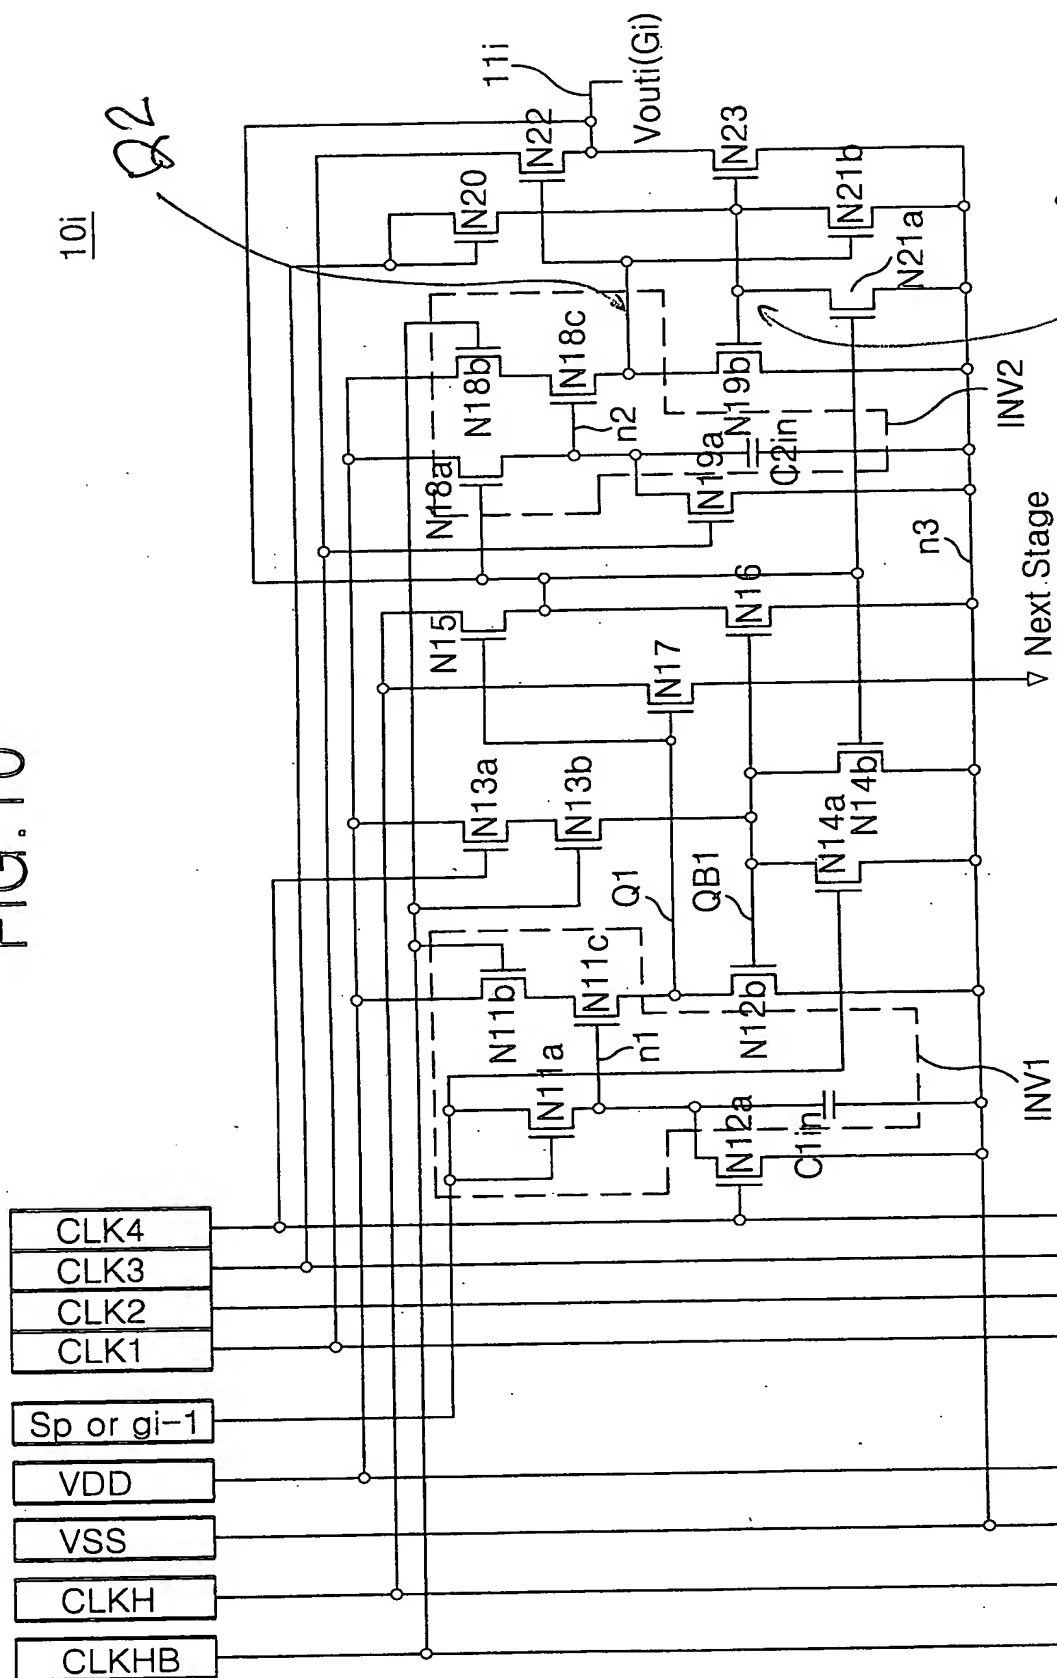 FIG. 10
10i
Q2
11i
Vouti(Gi)
N22
N20
N23
N21b
N21a
N18b
N18c
N18a
n2
N19b
N19a
C2in
INV2
N15
N16
N17
n3
Next Stage
N13a
N13b
Q1
QB1
N14a
N14b
N11b
N11c
N11a
n1
N12b
N12a
C1in
INV1
CLK4
CLK3
CLK2
CLK1
Sp or gi-1
VDD
VSS
CLKH
CLKHB